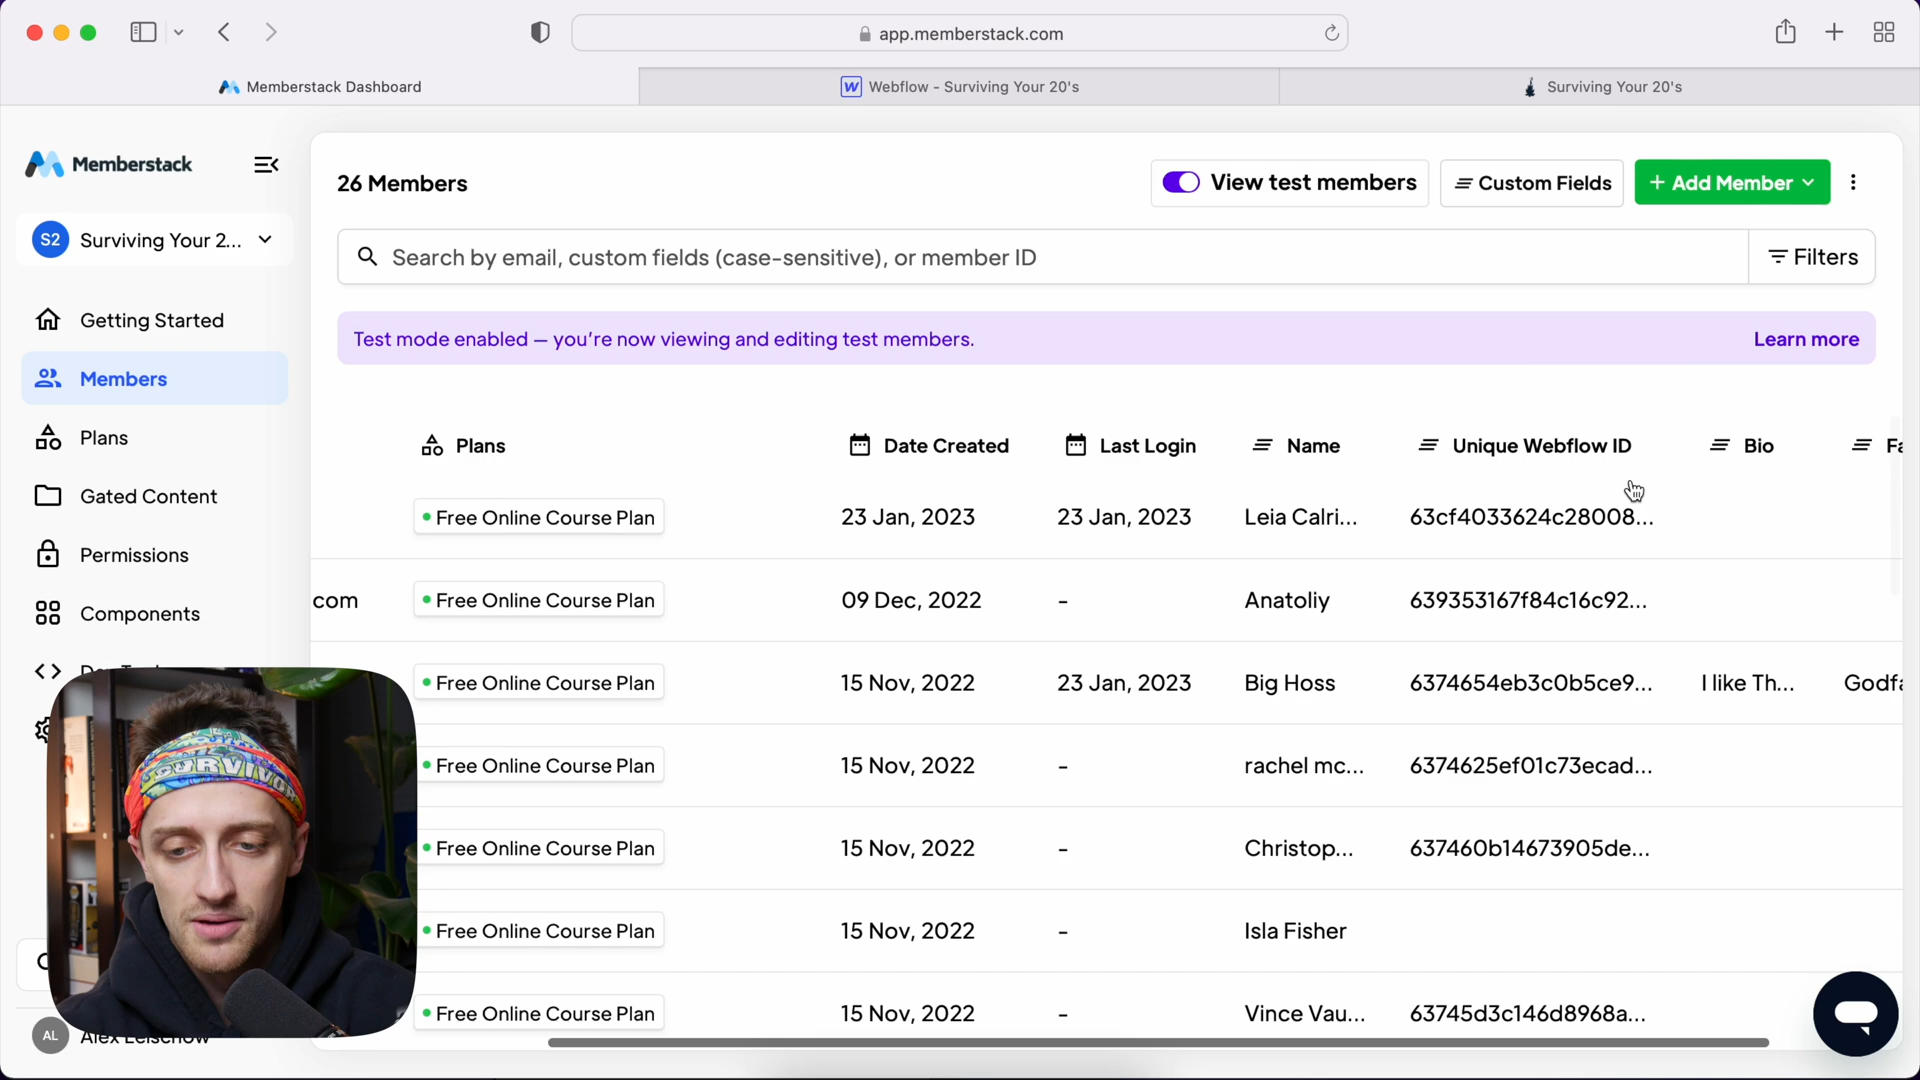 app.memberstack.com
Memberstack Dashboard
W Webflow - Surviving Your 20's
Surviving Your 20's
Memberstack
S2 Surviving Your 2...
Getting Started
Members
Plans
Gated Content
Permissions
Components
AL
26 Members
View test members
Custom Fields
+ Add Member
Search by email, custom fields (case-sensitive), or member ID
Filters
Test mode enabled — you're now viewing and editing test members.
Learn more
Plans Date Created Last Login Name Unique Webflow ID Bio
Free Online Course Plan 23 Jan, 2023 23 Jan, 2023 Leia Calri... 63cf4033624c28008...
com Free Online Course Plan 09 Dec, 2022 - Anatoliy 639353167f84c16c92...
Free Online Course Plan 15 Nov, 2022 23 Jan, 2023 Big Hoss 6374654eb3c0b5ce9... I like Th... Godfa
Free Online Course Plan 15 Nov, 2022 - rachel mc... 6374625ef01c73ecad...
Free Online Course Plan 15 Nov, 2022 - Christop... 637460b14673905de...
Free Online Course Plan 15 Nov, 2022 - Isla Fisher
Free Online Course Plan 15 Nov, 2022 - Vince Vau... 63745d3c146d8968a...